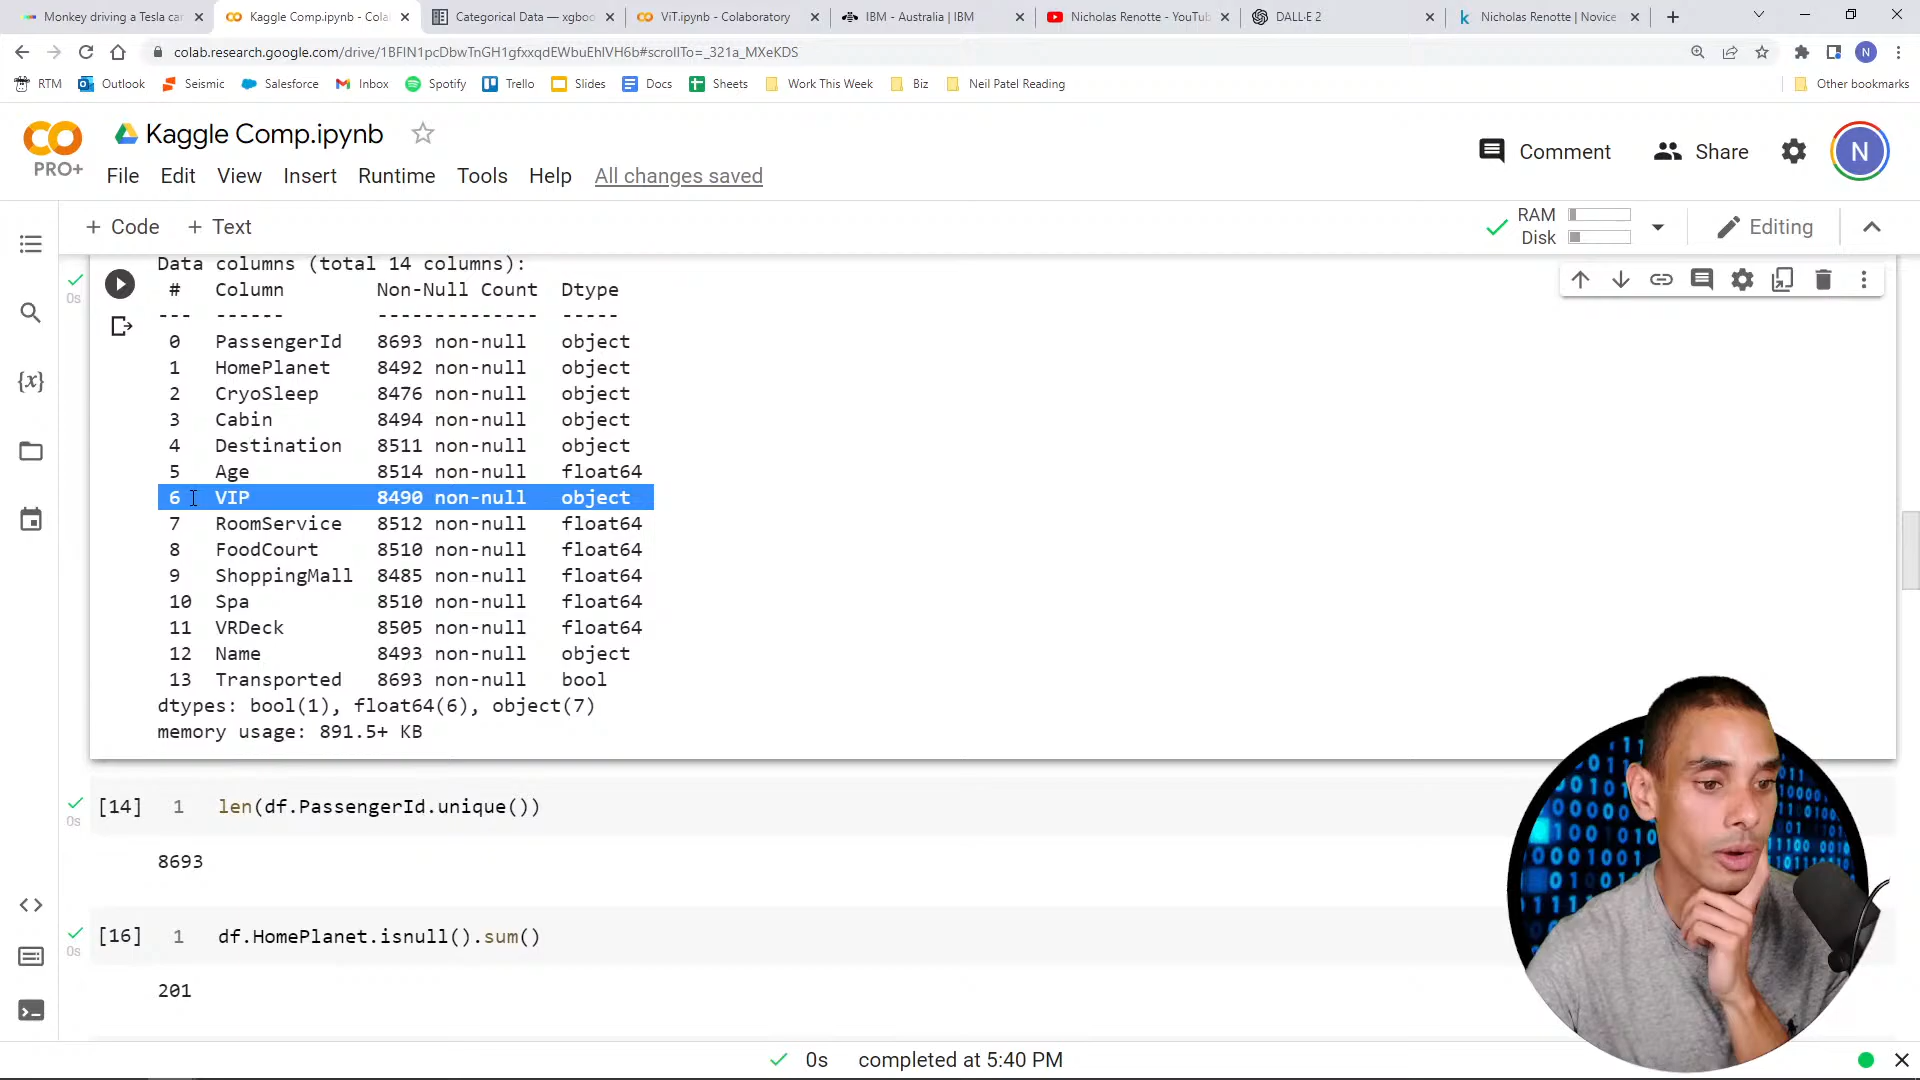 Monkey driving a Tesla car
Kaggle Comp.ipynb - Cola
Categorical Data — xgboo
ViT.ipynb - Colaboratory
IBM - Australia | IBM
Nicholas Renotte - YouTub
DALL·E 2
Nicholas Renotte | Novice
colab.research.google.com/drive/1BFIN1pcDbwTnGH1gfxxqdEWbuEhlVH6b#scrollTo=_321a_MXeKDS
N
RTM
Outlook
Seismic
Salesforce
Inbox
Spotify
Trello
Slides
Docs
Sheets
Work This Week
Biz
Neil Patel Reading
Other bookmarks
Kaggle Comp.ipynb
PRO+
File Edit View Insert Runtime Tools Help All changes saved
Comment
Share
N
+ Code + Text
RAM
Disk
Editing
Data columns (total 14 columns):
# Column Non-Null Count Dtype
--- ------ -------------- -----
0 PassengerId 8693 non-null object
1 HomePlanet 8492 non-null object
2 CryoSleep 8476 non-null object
3 Cabin 8494 non-null object
4 Destination 8511 non-null object
5 Age 8514 non-null float64
6 VIP 8490 non-null object
7 RoomService 8512 non-null float64
8 FoodCourt 8510 non-null float64
9 ShoppingMall 8485 non-null float64
10 Spa 8510 non-null float64
11 VRDeck 8505 non-null float64
12 Name 8493 non-null object
13 Transported 8693 non-null bool
dtypes: bool(1), float64(6), object(7)
memory usage: 891.5+ KB
0s
[14] 1 len(df.PassengerId.unique())
0s
8693
[16] 1 df.HomePlanet.isnull().sum()
0s
201
0s completed at 5:40 PM